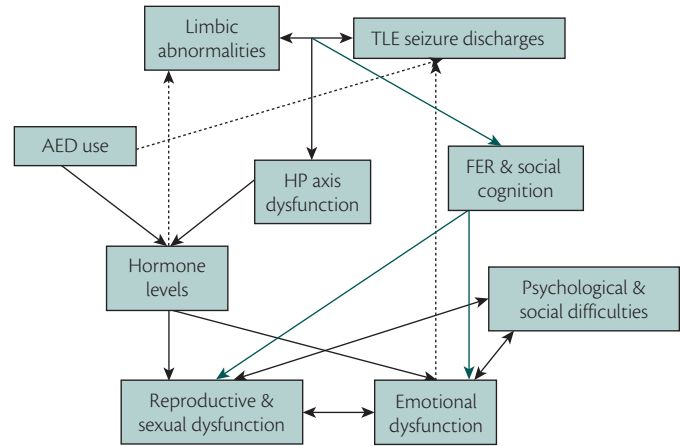 Limbic
abnormalities
TLE seizure discharges
AED use
HP axis
dysfunction
FER & social
cognition
Hormone
levels
Psychological &
social difficulties
Reproductive &
sexual dysfunction
Emotional
dysfunction